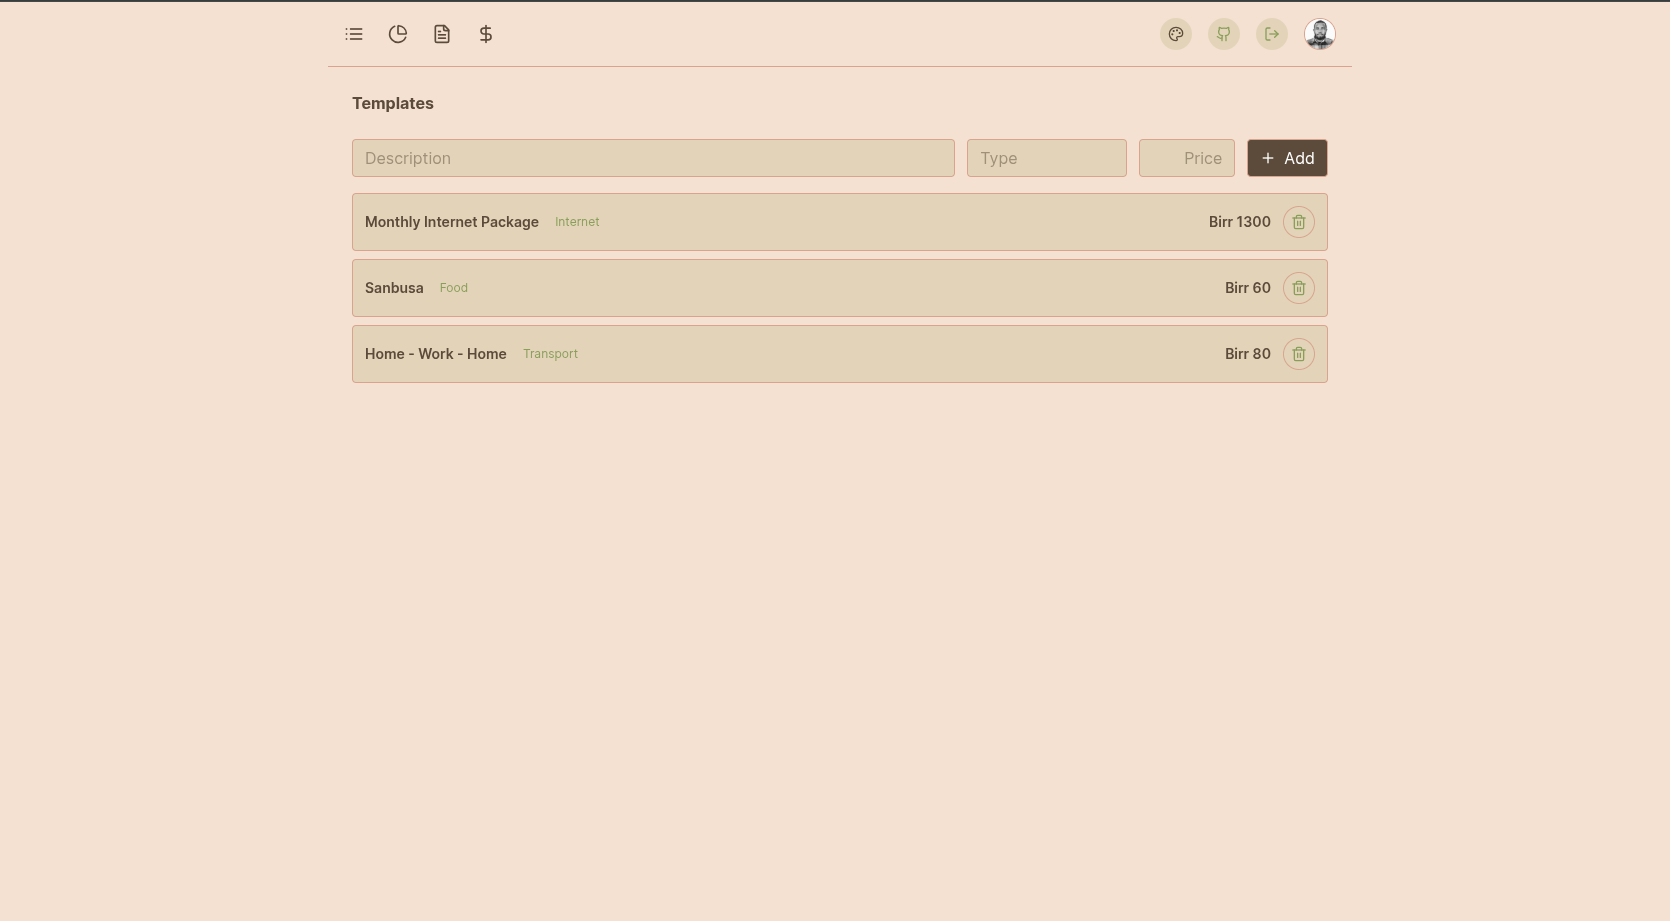 Templates
Description Type Price + Add
Monthly Internet Package Internet Birr 1300
Sanbusa Food Birr 60
Home - Work - Home Transport Birr 80